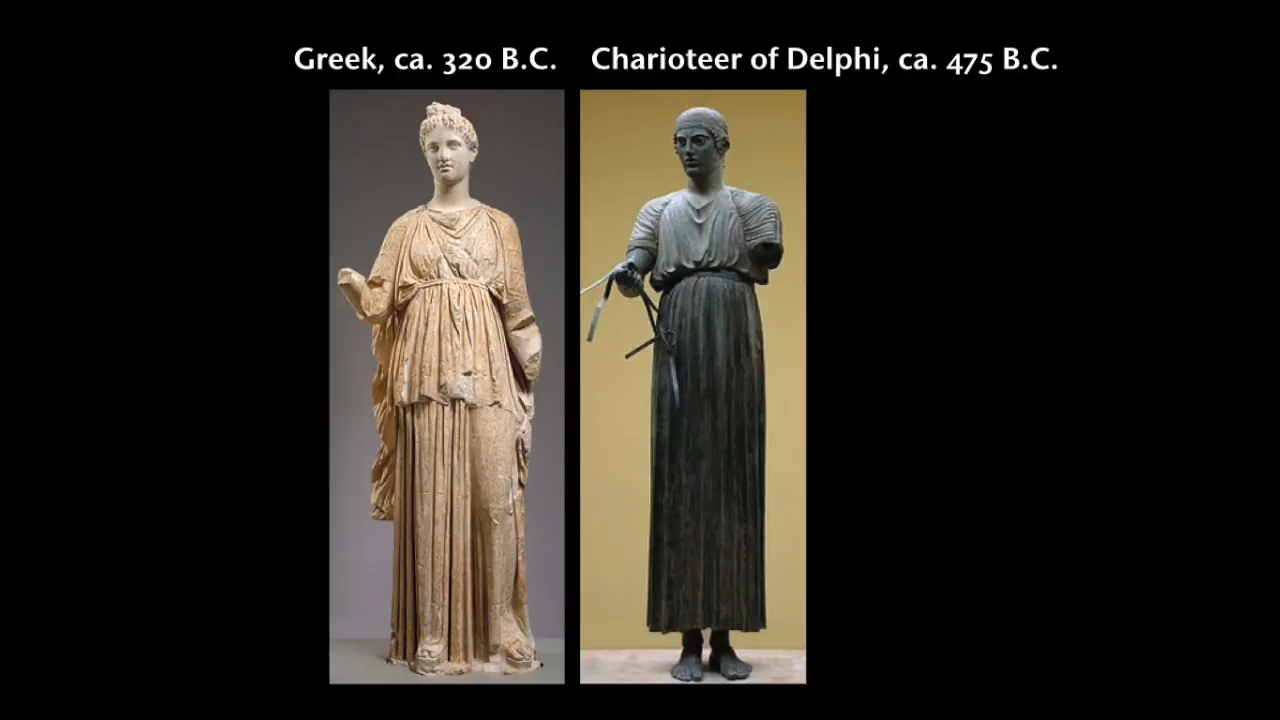 Greek, ca. 320 B.C.
Charioteer of Delphi, ca. 475 B.C.